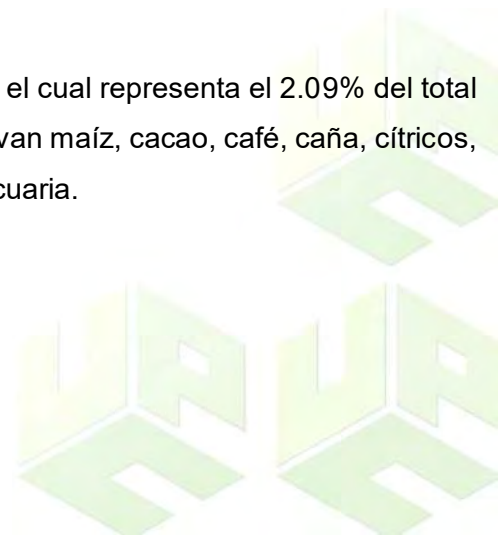 el cual representa el 2.09% del total
van maíz, cacao, café, caña, cítricos,
cuaria.